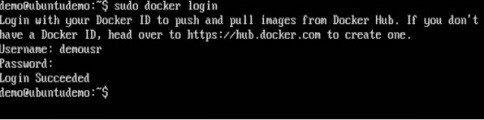 demo@ubuntudemo:~$ sudo docker login
Login with your Docker ID to push and pull images from Docker Hub. If you don't
have a Docker ID, head over to https://hub.docker.com to create one.
Username: demousr
Password:
Login Succeeded
demo@ubuntudemo:~$